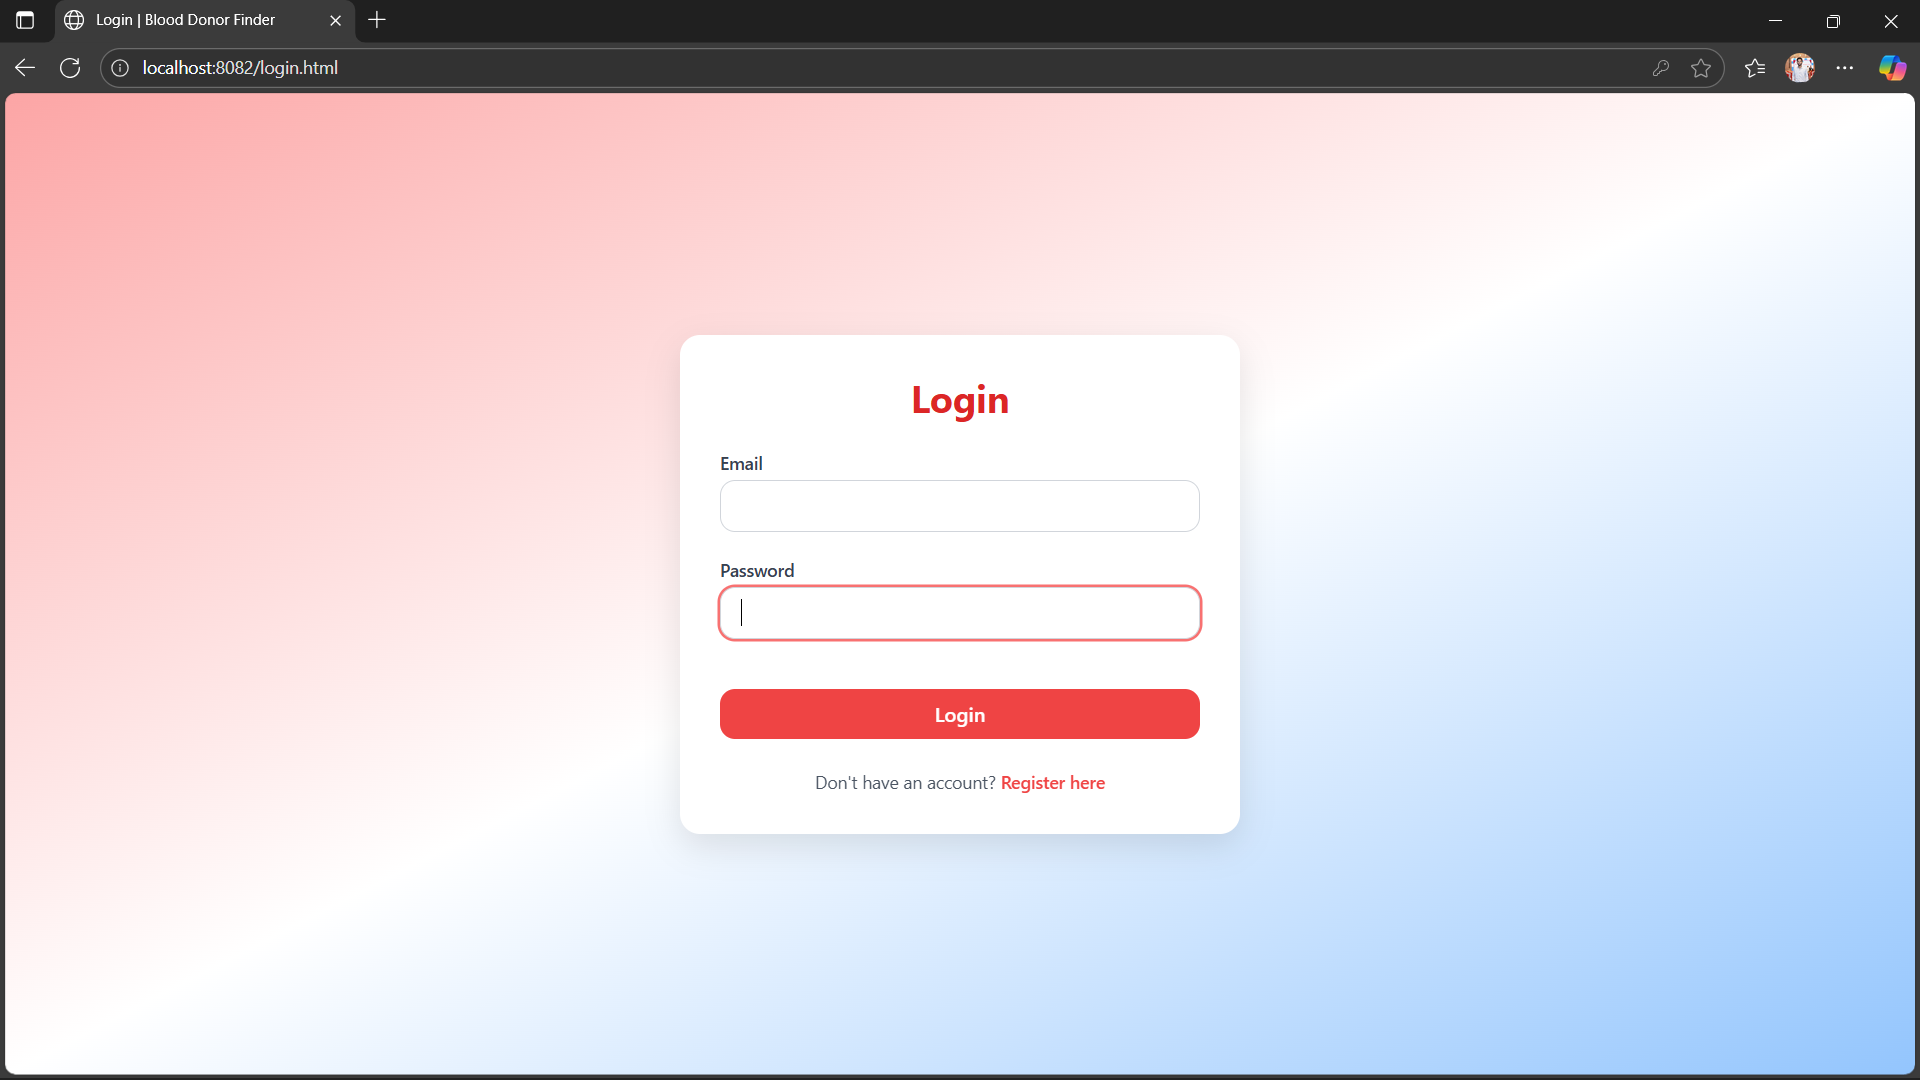 Login | Blood Donor Finder
localhost:8082/login.html
Login
Email
Password
Login
Don't have an account? Register here